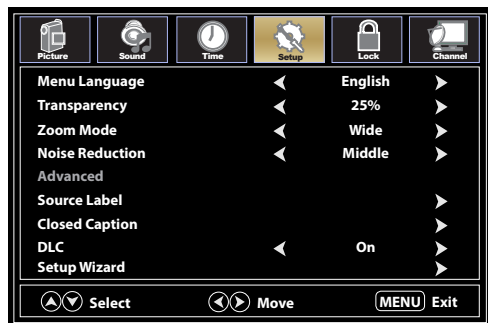 Picture Sound Time Setup Lock Channel
Menu Language English
Transparency 25%
Zoom Mode Wide
Noise Reduction Middle
Advanced
Source Label
Closed Caption
DLC On
Setup Wizard
Select Move MENU Exit